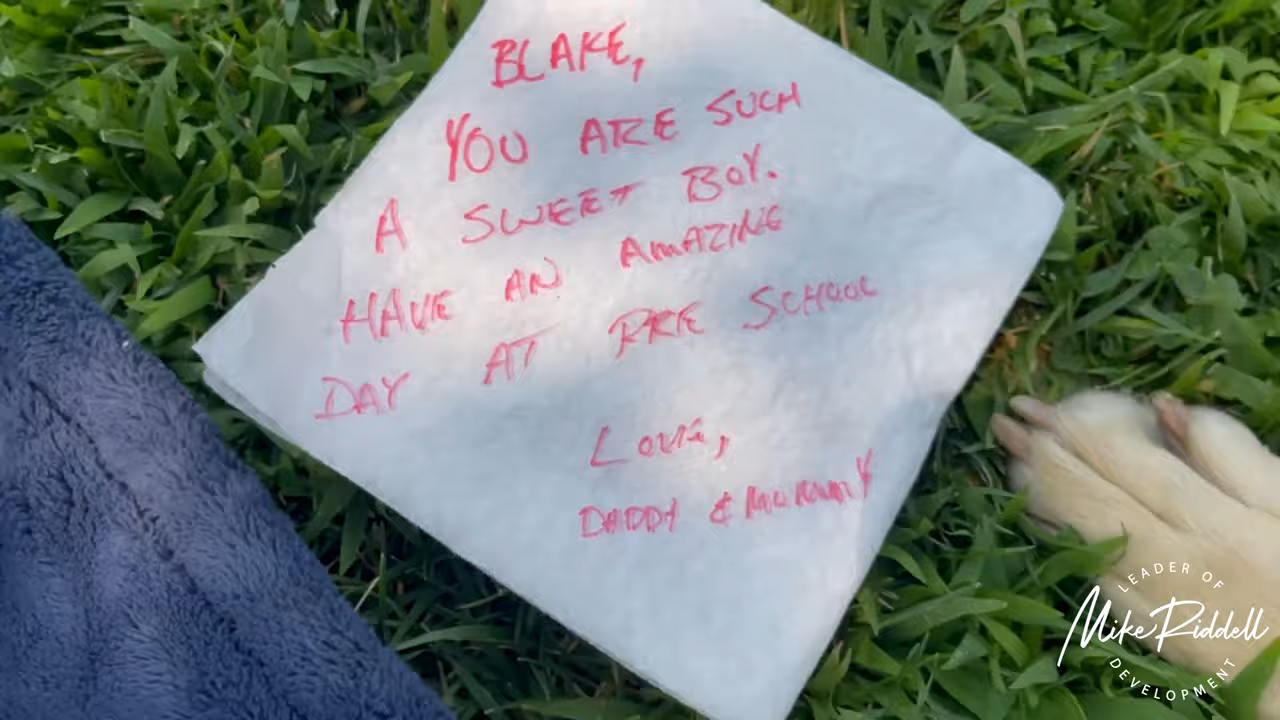 BLAKE,
YOU ARE SUCH
A SWEET BOY.
HAVE AN AMAZING
DAY AT PRE SCHOOL
LOVE,
DADDY & MUMMY
LEADER OF
Mike Riddell
DEVELOPMENT